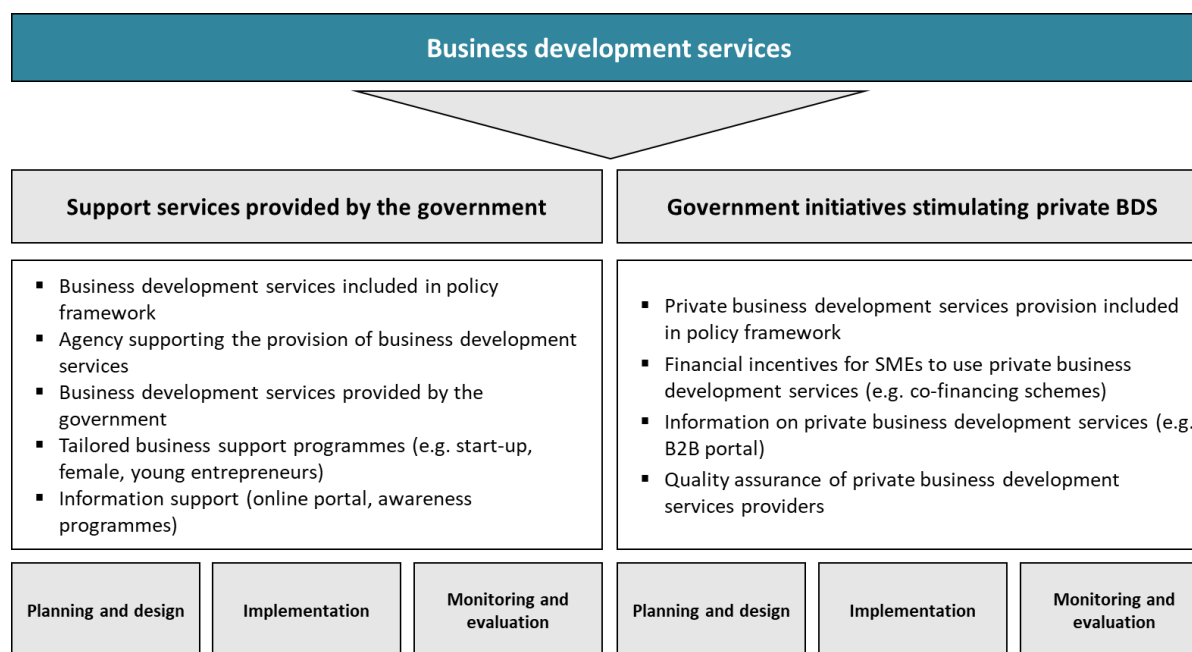 Business development services
Support services provided by the government
▪ Business development services included in policy
framework
▪ Agency supporting the provision of business development
services
▪ Business development services provided by the
government
▪ Tailored business support programmes (e.g. start-up,
female, young entrepreneurs)
▪ Information support (online portal, awareness
programmes)
Government initiatives stimulating private BDS
▪ Private business development services provision included
in policy framework
▪ Financial incentives for SMEs to use private business
development services (e.g. co-financing schemes)
▪ Information on private business development services (e.g.
B2B portal)
▪ Quality assurance of private business development
services providers
Planning and design
Implementation
Monitoring and
evaluation
Planning and design
Implementation
Monitoring and
evaluation